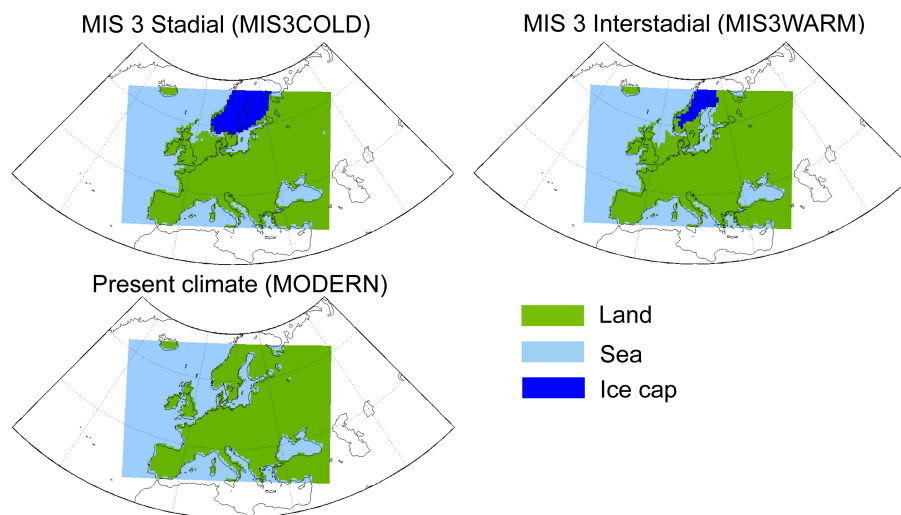 MIS 3 Stadial (MIS3COLD)
MIS 3 Interstadial (MIS3WARM)
Present climate (MODERN)
Land
Sea
Ice cap